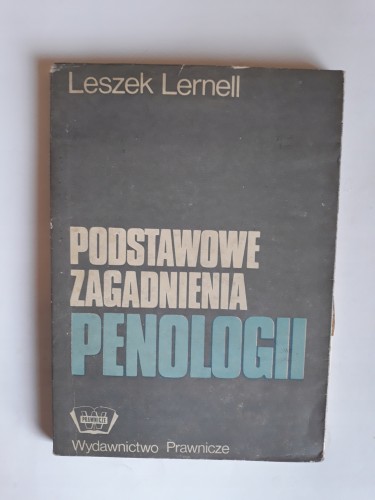 Leszek Lernell
PODSTAWOWE
ZAGADNIENIA
PENOLOGII
Wydawnictwo Prawnicze